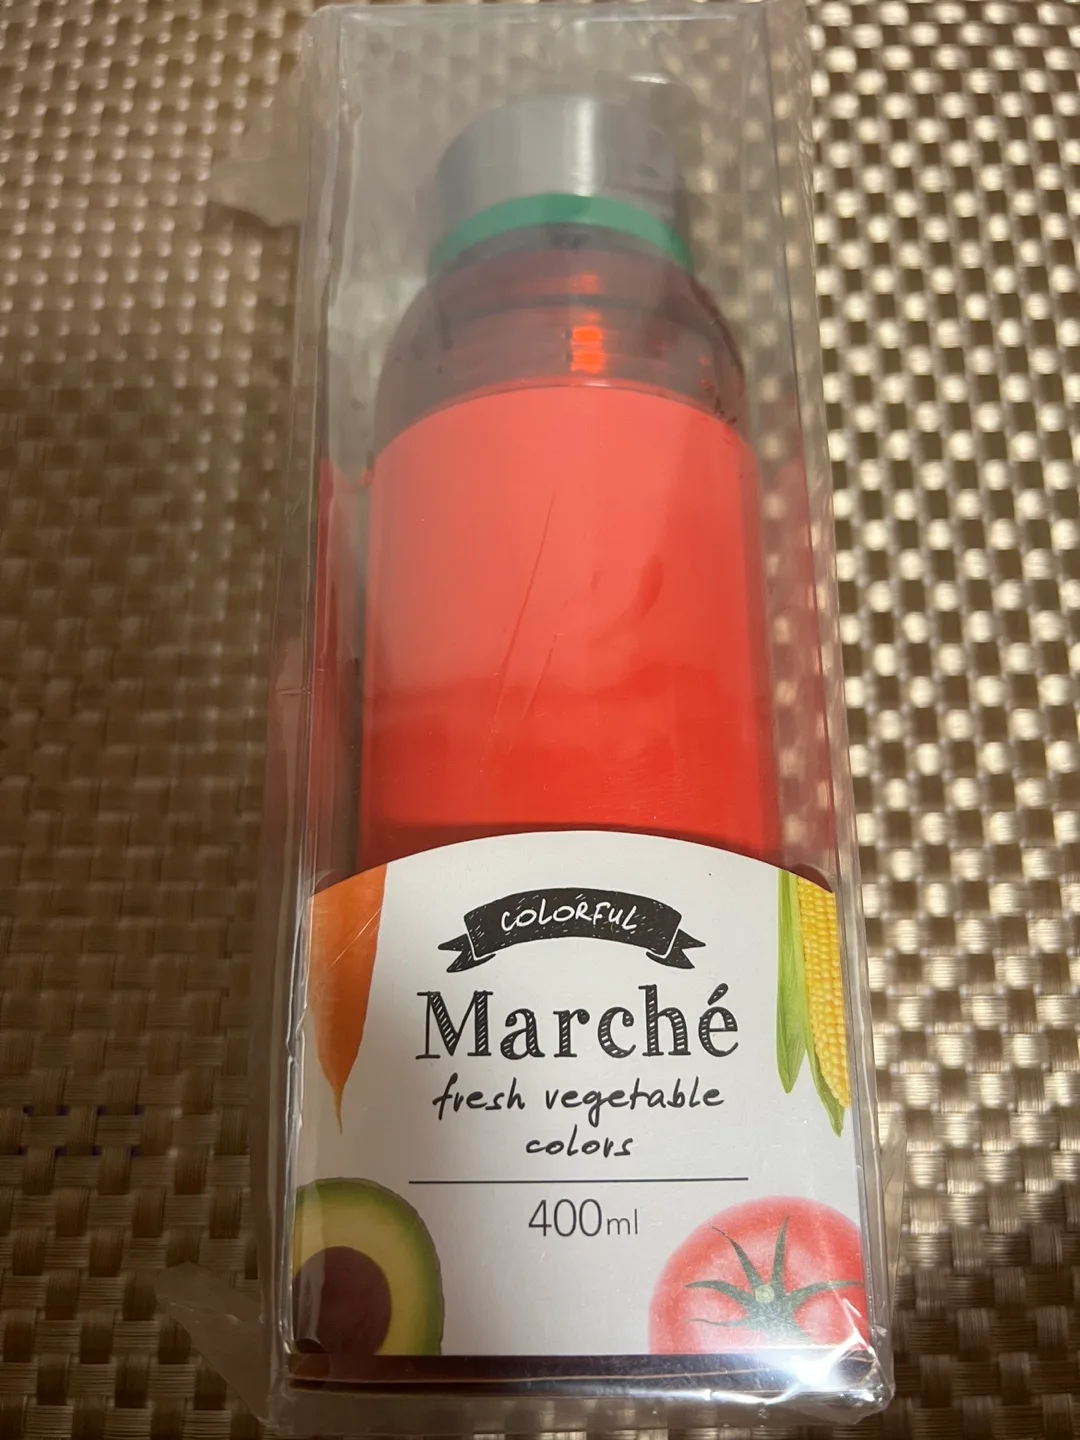 COLORFUL
Marché
fresh vegetable
colors
400ml